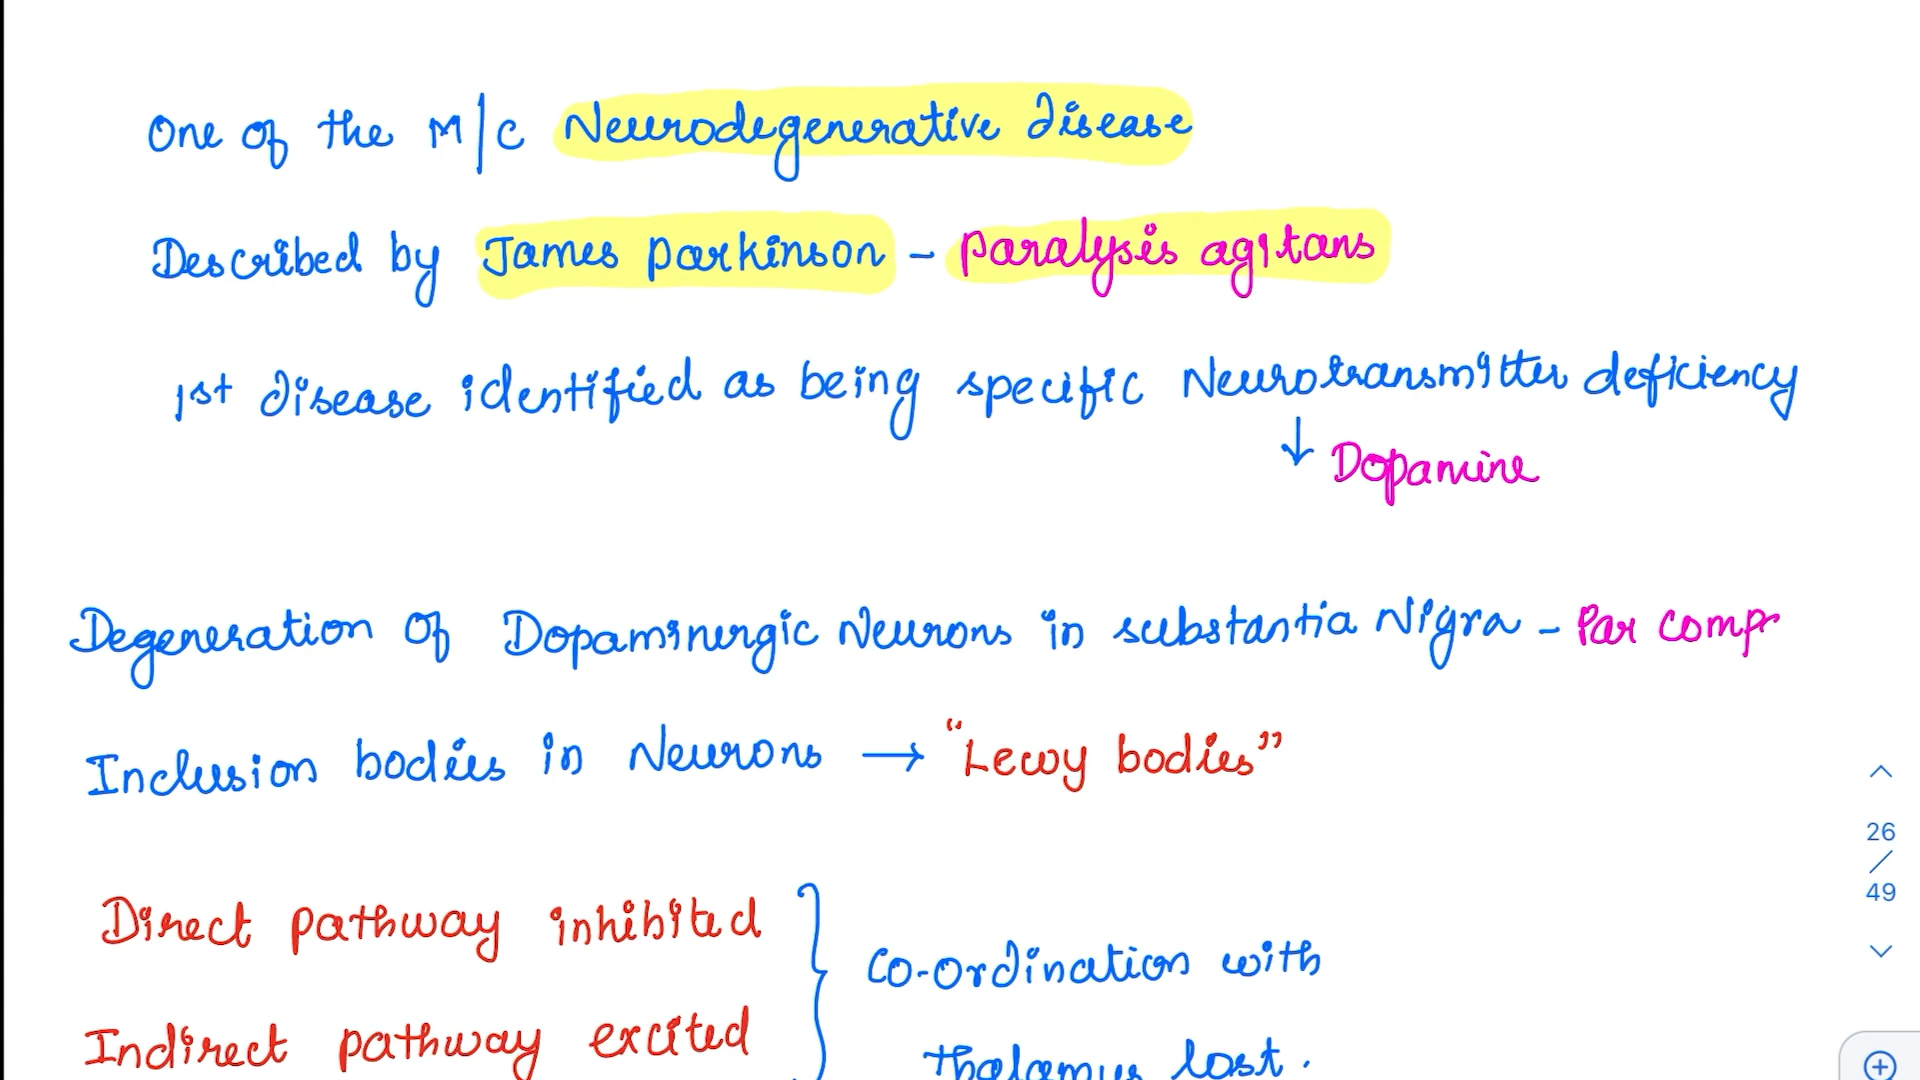 One of the M/C Neurodegenerative disease
Described by James Parkinson - Paralysis agitans
1st disease identified as being specific Neurotransmitter deficiency
↓ Dopamine
Degeneration of Dopaminergic Neurons in substantia Nigra - Par comp
Inclusion bodies in Neurons → "Lewy bodies"
Direct pathway inhibited
Indirect pathway excited
Co-ordination with
thalamus lost.
26
/
49